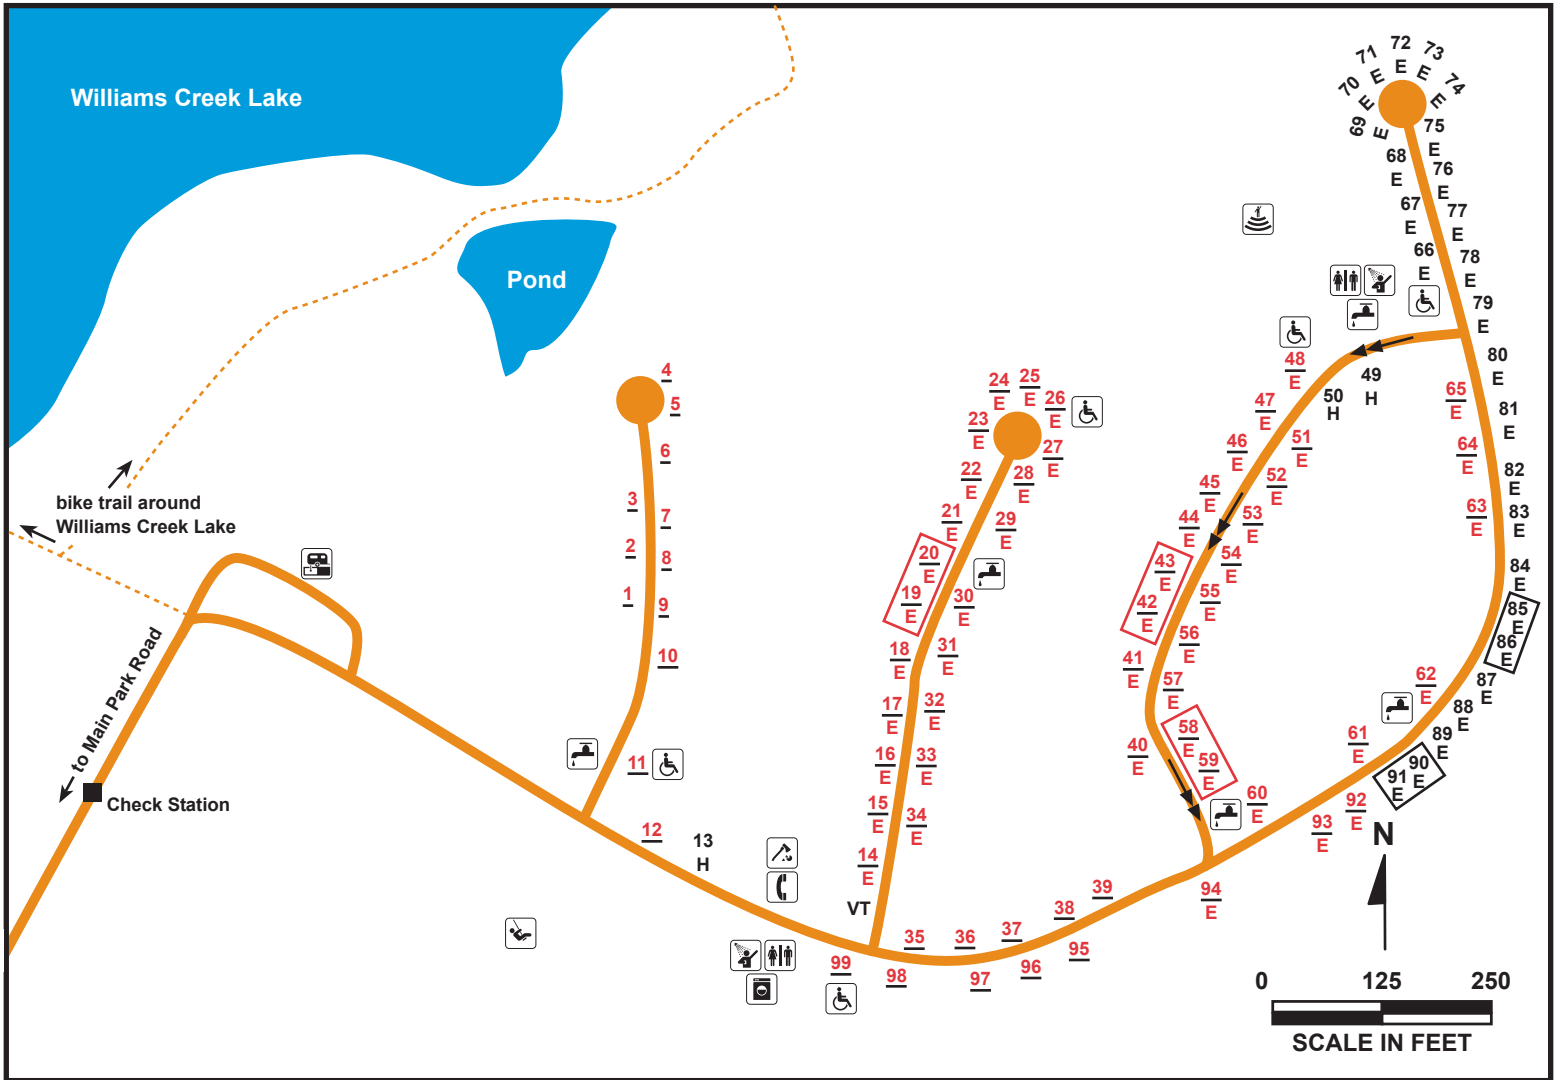 Williams Creek Lake
Pond
bike trail around
Williams Creek Lake
to Main Park Road
Check Station
4
5
6
3
7
2
8
1
9
10
11
12
13
H
VT
14
E
15
E
16
E
17
E
18
E
19
E
20
E
21
E
22
E
23
E
24
E
25
E
26
E
27
E
28
E
29
E
30
E
31
E
32
E
33
E
34
E
35
36
37
38
39
40
E
41
E
42
E
43
E
44
E
45
E
46
E
47
E
48
E
49
H
50
H
51
E
52
E
53
E
54
E
55
E
56
E
57
E
58
E
59
E
60
E
61
E
62
E
63
E
64
E
65
E
66
E
67
E
68
E
69
E
70
E
71
E
72
E
73
E
74
E
75
E
76
E
77
E
78
E
79
E
80
E
81
E
82
E
83
E
84
E
85
E
86
E
87
E
88
E
89
E
90
E
91
E
92
E
93
E
94
E
95
96
97
98
99
N
0 125 250
SCALE IN FEET